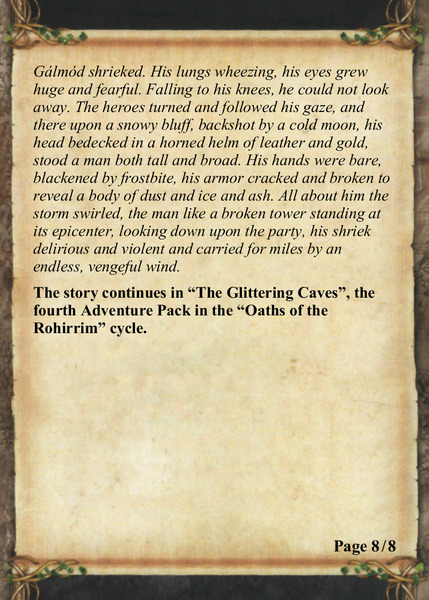 Gálmód shrieked. His lungs wheezing, his eyes grew
huge and fearful. Falling to his knees, he could not look
away. The heroes turned and followed his gaze, and
there upon a snowy bluff, backshot by a cold moon, his
head bedecked in a horned helm of leather and gold,
stood a man both tall and broad. His hands were bare,
blackened by frostbite, his armor cracked and broken to
reveal a body of dust and ice and ash. All about him the
storm swirled, the man like a broken tower standing at
its epicenter, looking down upon the party, his shriek
delirious and violent and carried for miles by an
endless, vengeful wind.
The story continues in “The Glittering Caves”, the
fourth Adventure Pack in the “Oaths of the
Rohirrim” cycle.
Page 8/8